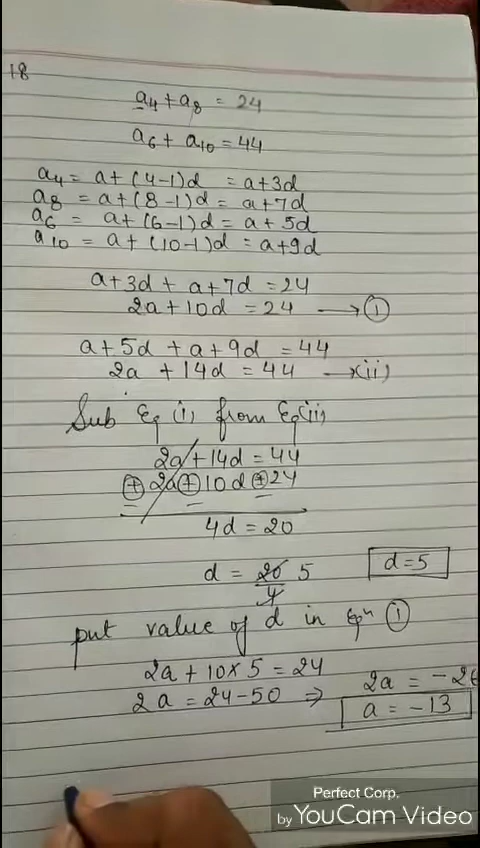 18
a4 + a8 = 24
a6 + a10 = 44
a4 = a + (4-1)d = a+3d
a8 = a + (8-1)d = a+7d
a6 = a + (6-1)d = a + 5d
a10 = a + (10-1)d = a+9d
a+3d + a+7d = 24
2a + 10d = 24 → ①
a + 5d + a + 9d = 44
2a + 14d = 44 → (ii)
Sub Eq (i) from Eq(ii)
2a + 14d = 44
⊕ 2a ⊕ 10d ⊕ 24
- - -
4d = 20
d = 20/4 5 d=5
put value of d in eqn ①
2a + 10×5 = 24
2a = 24-50 ⇒ 2a = -26
a = -13
Perfect Corp.
by YouCam Video